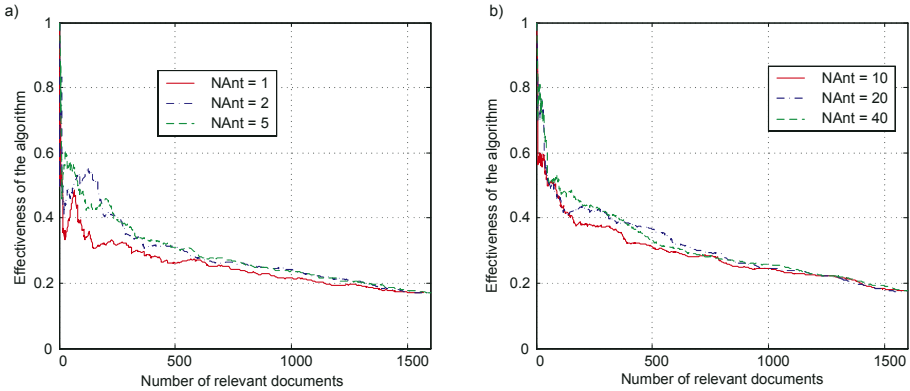 a)
Effectiveness of the algorithm
1
0.8
0.6
0.4
0.2
0
NAnt = 1
NAnt = 2
NAnt = 5
0 500 1000 1500
Number of relevant documents
b)
Effectiveness of the algorithm
1
0.8
0.6
0.4
0.2
0
NAnt = 10
NAnt = 20
NAnt = 40
0 500 1000 1500
Number of relevant documents